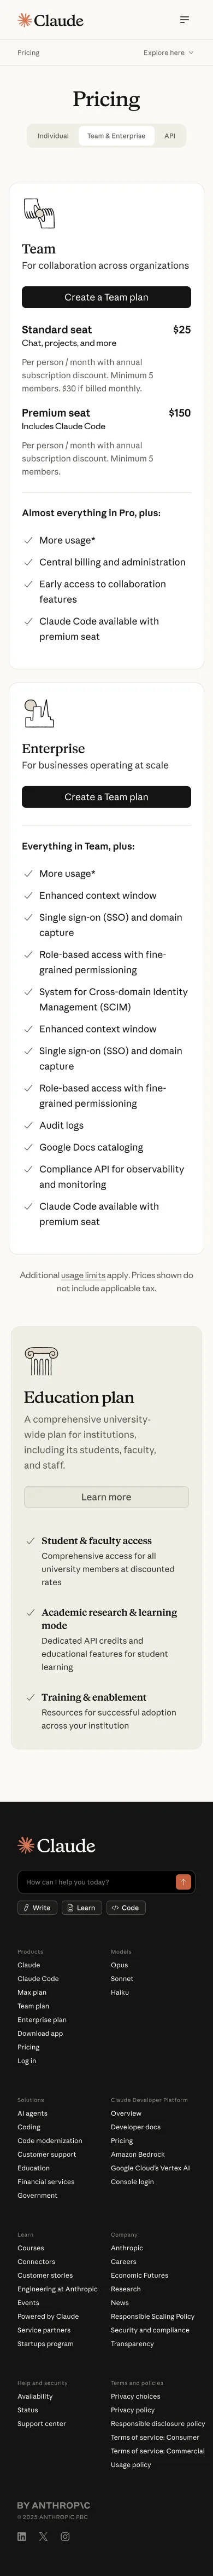 Claude
Pricing
Explore here
Pricing
Individual
Team & Enterprise
API
Team
For collaboration across organizations
Create a Team plan
Standard seat
$25
Chat, projects, and more
Per person / month with annual
subscription discount. Minimum 5
members. $30 if billed monthly.
Premium seat
$150
Includes Claude Code
Per person / month with annual
subscription discount. Minimum 5
members.
Almost everything in Pro, plus:
More usage*
Central billing and administration
Early access to collaboration
features
Claude Code available with
premium seat
Enterprise
For businesses operating at scale
Create a Team plan
Everything in Team, plus:
More usage*
Enhanced context window
Single sign-on (SSO) and domain
capture
Role-based access with fine-
grained permissioning
System for Cross-domain Identity
Management (SCIM)
Enhanced context window
Single sign-on (SSO) and domain
capture
Role-based access with fine-
grained permissioning
Audit logs
Google Docs cataloging
Compliance API for observability
and monitoring
Claude Code available with
premium seat
Additional usage limits apply. Prices shown do
not include applicable tax.
Education plan
A comprehensive university-
wide plan for institutions,
including its students, faculty,
and staff.
Learn more
Student & faculty access
Comprehensive access for all
university members at discounted
rates
Academic research & learning
mode
Dedicated API credits and
educational features for student
learning
Training & enablement
Resources for successful adoption
across your institution
Claude
How can I help you today?
Write
Learn
Code
Products
Claude
Claude Code
Max plan
Team plan
Enterprise plan
Download app
Pricing
Log in
Models
Opus
Sonnet
Haiku
Solutions
AI agents
Coding
Code modernization
Customer support
Education
Financial services
Government
Claude Developer Platform
Overview
Developer docs
Pricing
Amazon Bedrock
Google Cloud's Vertex AI
Console login
Learn
Courses
Connectors
Customer stories
Engineering at Anthropic
Events
Powered by Claude
Service partners
Startups program
Company
Anthropic
Careers
Economic Futures
Research
News
Responsible Scaling Policy
Security and compliance
Transparency
Help and security
Availability
Status
Support center
Terms and policies
Privacy choices
Privacy policy
Responsible disclosure policy
Terms of service: Consumer
Terms of service: Commercial
Usage policy
BY ANTHROP\C
© 2025 ANTHROPIC PBC